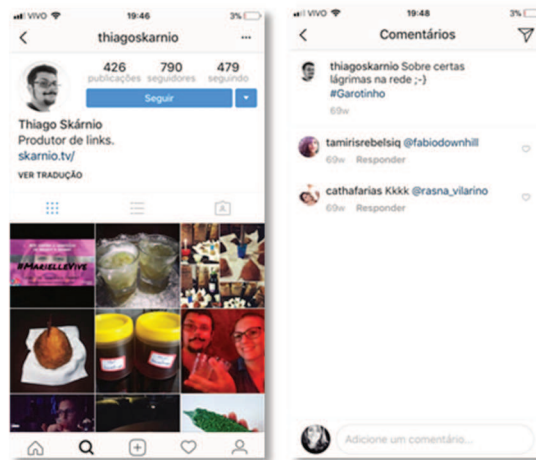 VIVO 19:46 3%
thiagoskarnio
426 790 479
publicações seguidores seguindo
Seguir
Thiago Skárnio
Produtor de links.
skarnio.tv/
VER TRADUÇÃO
#MARIELLEVIVE
VIVO 19:48 3%
Comentários
thiagoskarnio Sobre certas
lágrimas na rede ;-)
#Garotinho
69w
tamirisrebelsiq @fabiodownhill
69w Responder
cathafarias Kkkk @rasna_vilarino
69w Responder
Adicione um comentário...